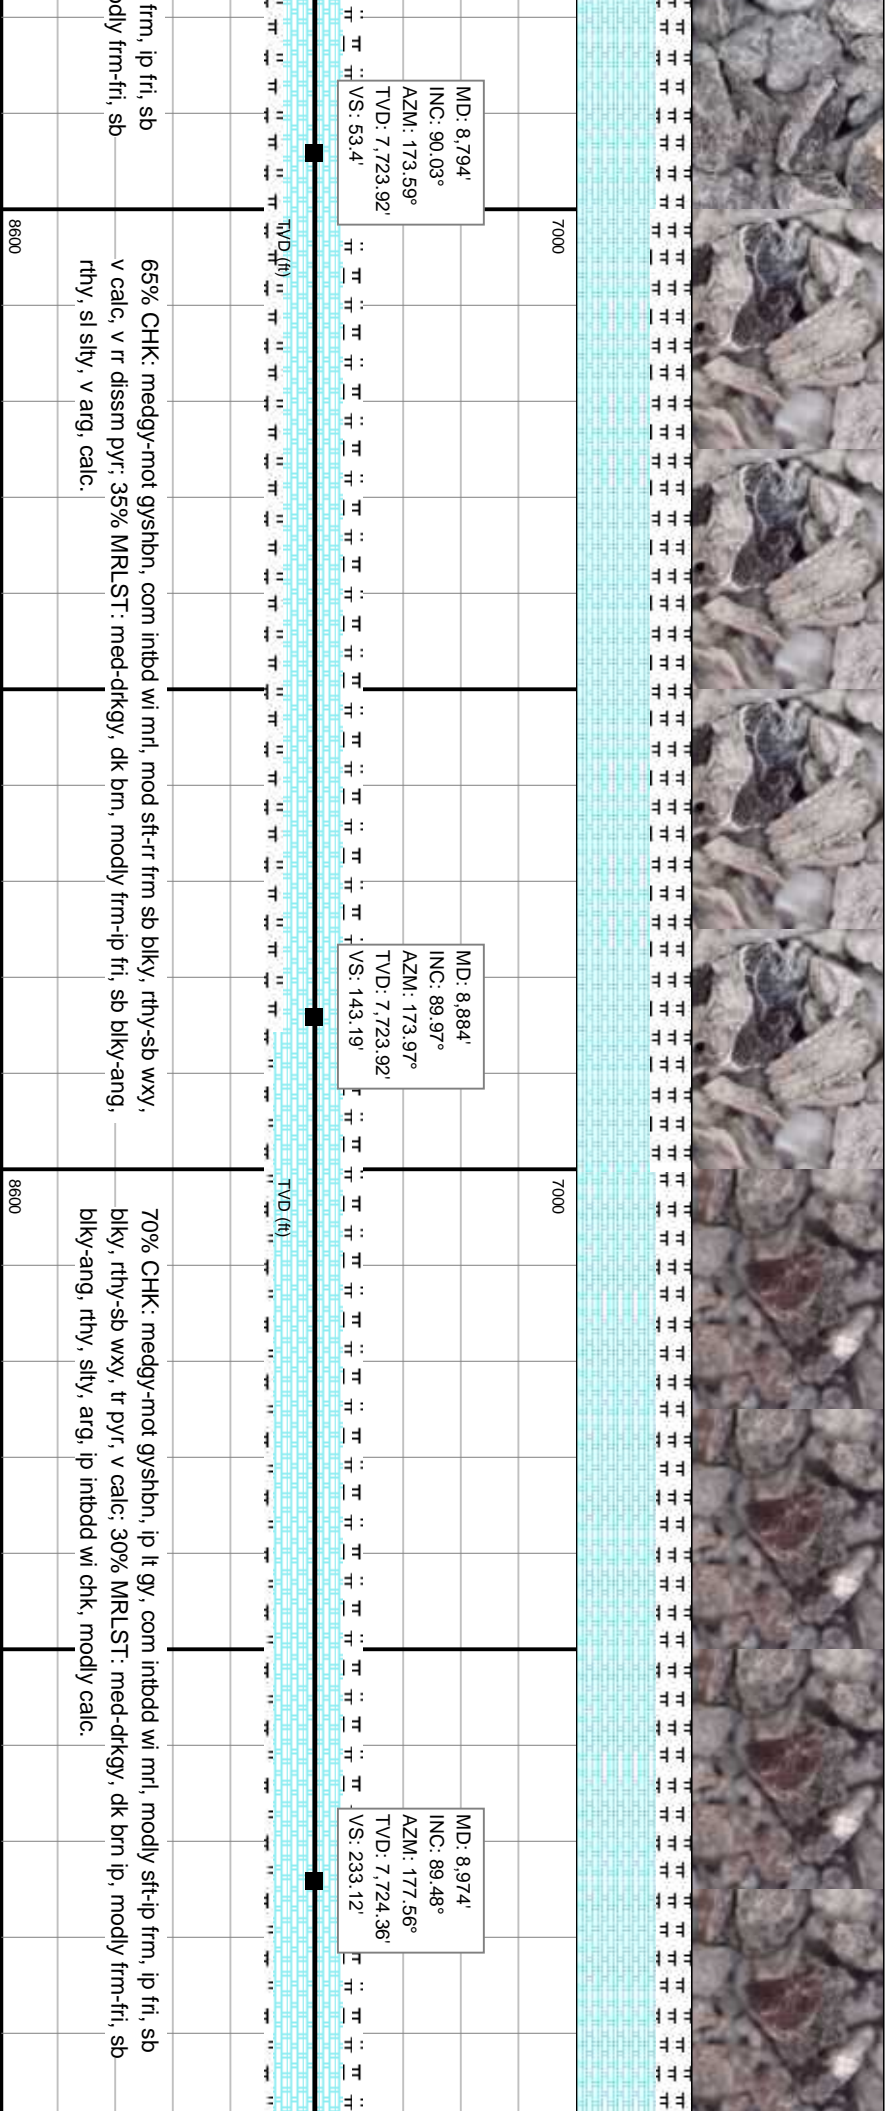 frm, ip fri, sb
odly frm-fri, sb
MD: 8,794'
INC: 90.03°
AZM: 173.59°
TVD: 7,723.92'
VS: 53.4'
7000
TVD (ft)
8600
65% CHK: medgy-mot gyshbn, com intbd wi mrl, mod sft-rr frm sb blky, rthy-sb wxy,
v calc, v rr dissm pyr; 35% MRLST: med-drkgy, dk brn, modly frm-ip fri, sb blky-ang,
rthy, sl slty, v arg, calc.
MD: 8,884'
INC: 89.97°
AZM: 173.97°
TVD: 7,723.92'
VS: 143.19'
7000
TVD (ft)
8600
70% CHK: medgy-mot gyshbn, ip lt gy, com intbdd wi mrl, modly sft-ip frm, ip fri, sb
blky, rthy-sb wxy, tr pyr, v calc; 30% MRLST: med-drkgy, dk brn ip, modly frm-fri, sb
blky-ang, rthy, slty, arg, ip intbdd wi chk, modly calc.
MD: 8,974'
INC: 89.48°
AZM: 177.56°
TVD: 7,724.36'
VS: 233.12'